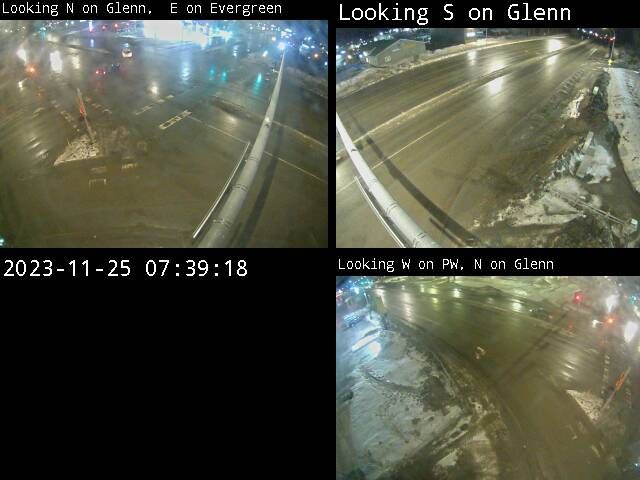 Looking N on Glenn,  E on Evergreen
Looking S on Glenn
2023-11-25 07:39:18
Looking W on PW, N on Glenn